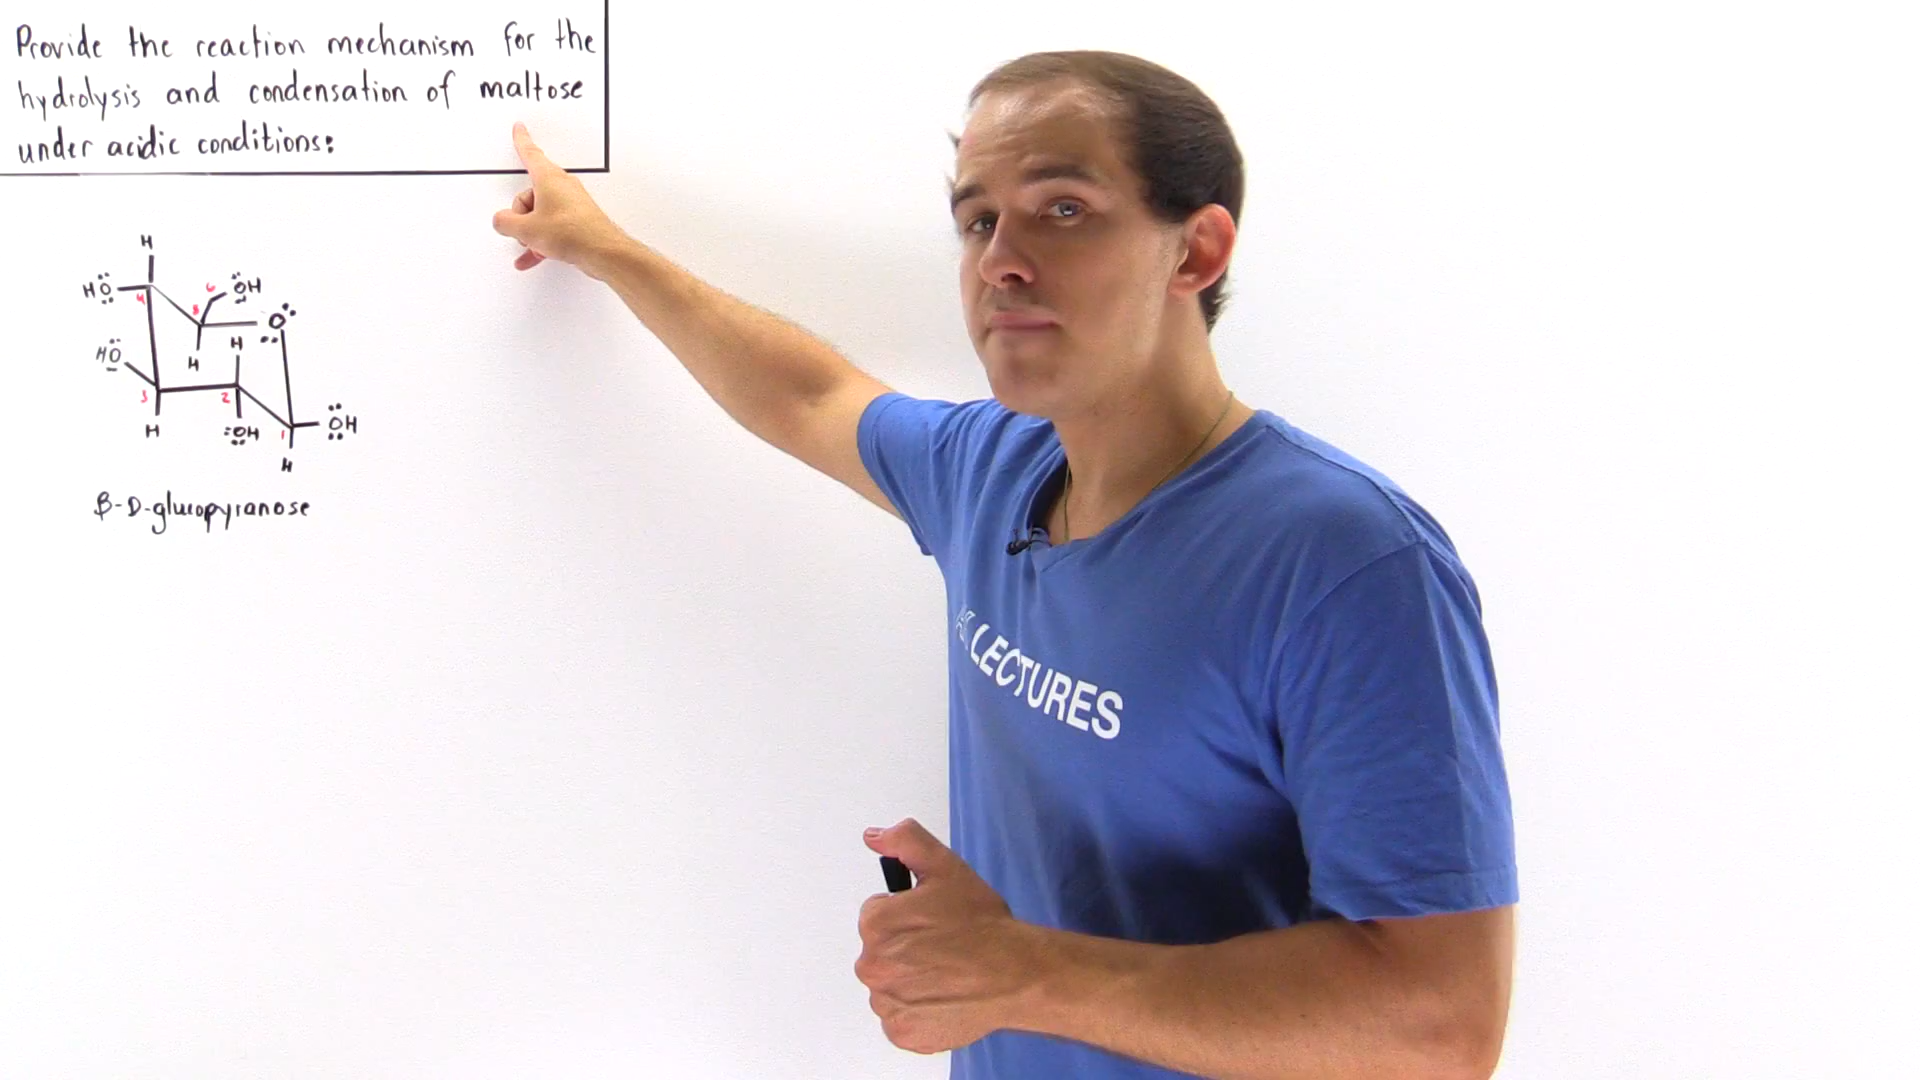 Provide the reaction mechanism for the
hydrolysis and condensation of maltose
under acidic conditions:
H
HO 4 5 6 OH
O
HO H H
3 2 1 OH
H :OH H
β-D-glucopyranose
LECTURES